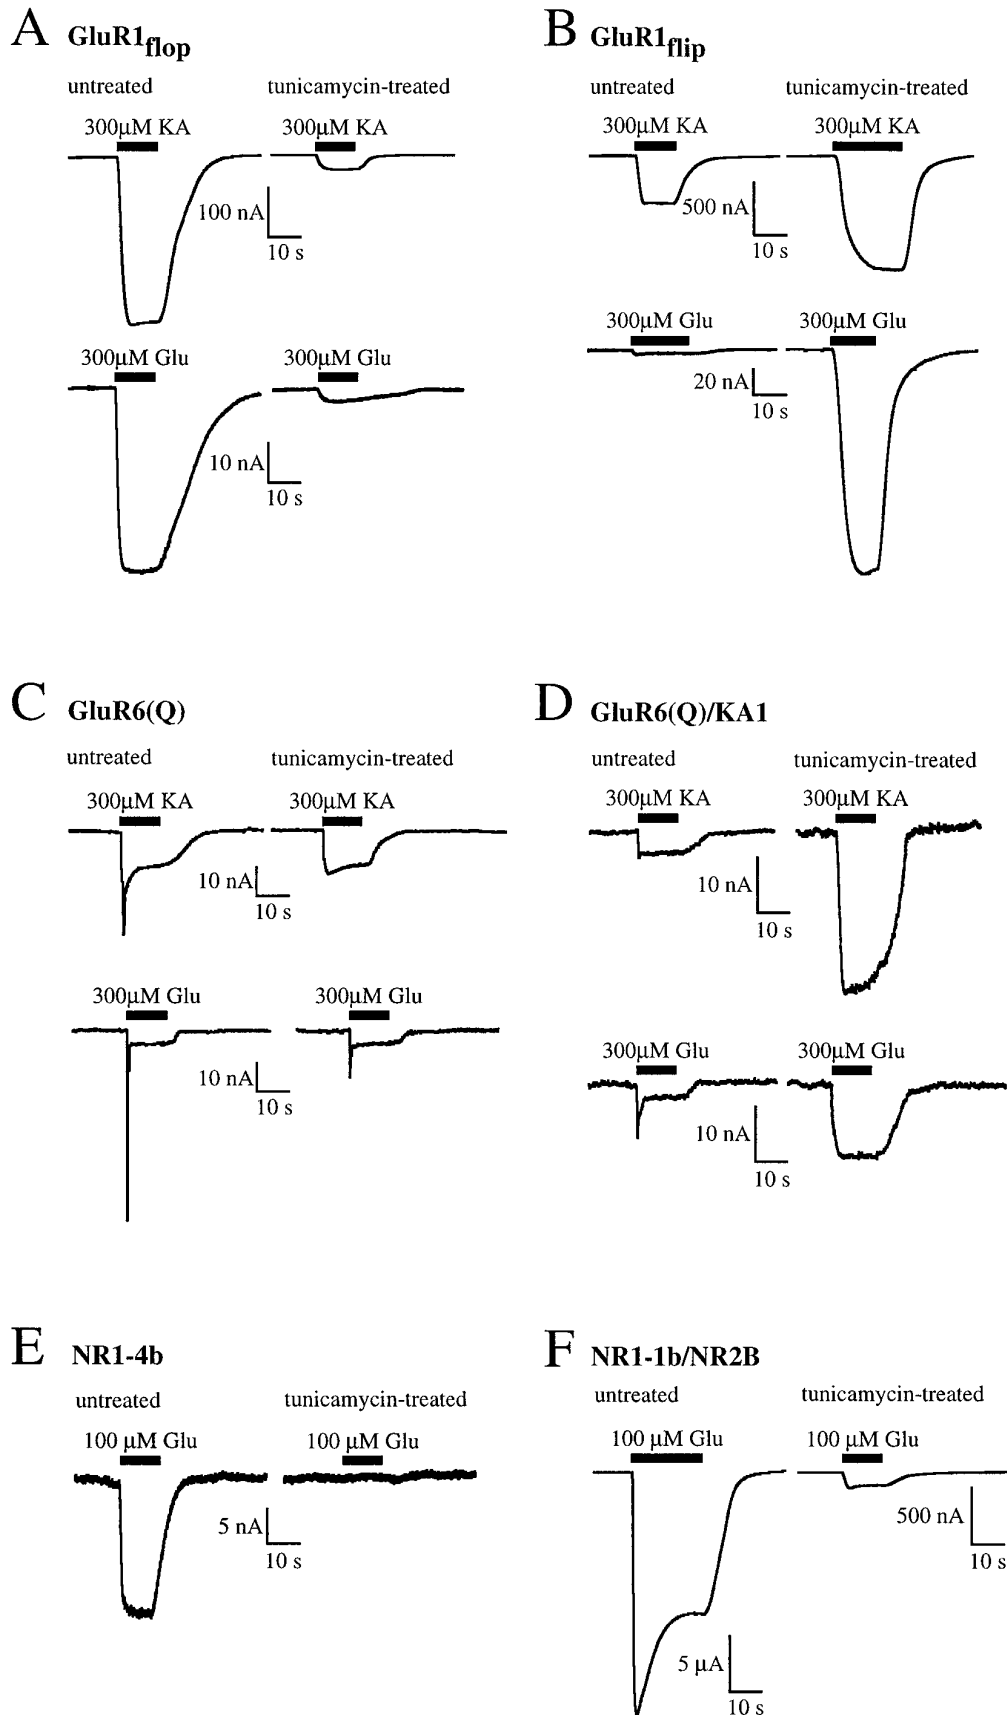 A GluR1flop
untreated
tunicamycin-treated
300µM KA
300µM KA
100 nA
10 s
300µM Glu
300µM Glu
10 nA
10 s
B GluR1flip
untreated
tunicamycin-treated
300µM KA
300µM KA
500 nA
10 s
300µM Glu
300µM Glu
20 nA
10 s
C GluR6(Q)
untreated
tunicamycin-treated
300µM KA
300µM KA
10 nA
10 s
300µM Glu
300µM Glu
10 nA
10 s
D GluR6(Q)/KA1
untreated
tunicamycin-treated
300µM KA
300µM KA
10 nA
10 s
300µM Glu
300µM Glu
10 nA
10 s
E NR1-4b
untreated
tunicamycin-treated
100 µM Glu
100 µM Glu
5 nA
10 s
F NR1-1b/NR2B
untreated
tunicamycin-treated
100 µM Glu
100 µM Glu
500 nA
10 s
5 µA
10 s